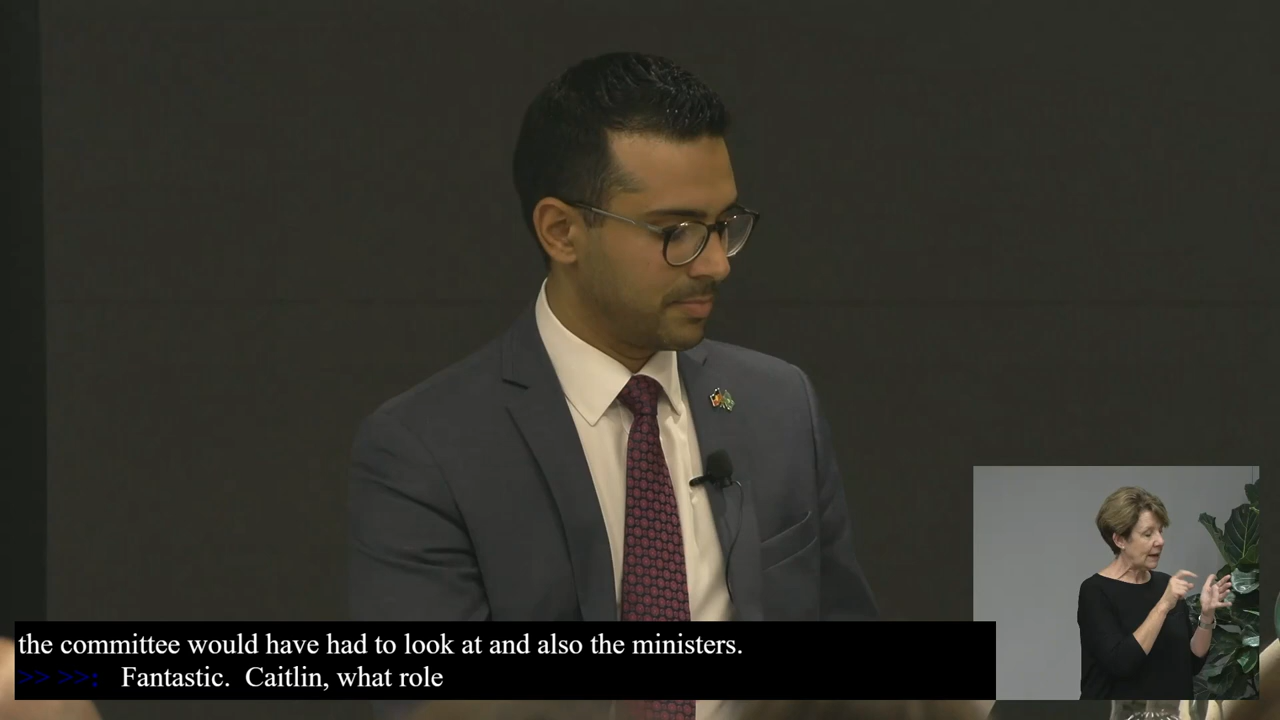 the committee would have had to look at and also the ministers.
>> >>: Fantastic. Caitlin, what role